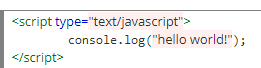 <script type="text/javascript">
console.log("hello world!");
</script>